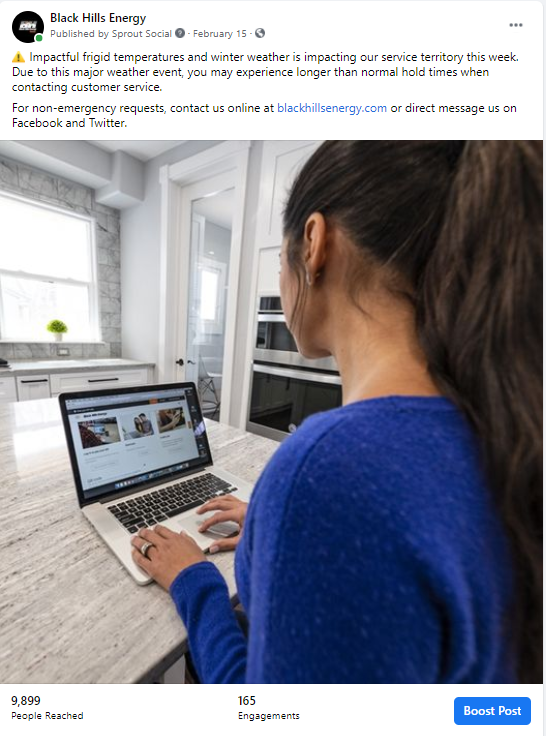 Black Hills Energy
Published by Sprout Social · February 15 ·
⚠️ Impactful frigid temperatures and winter weather is impacting our service territory this week.
Due to this major weather event, you may experience longer than normal hold times when
contacting customer service.
For non-emergency requests, contact us online at blackhillsenergy.com or direct message us on
Facebook and Twitter.
9,899
165
Boost Post
People Reached
Engagements